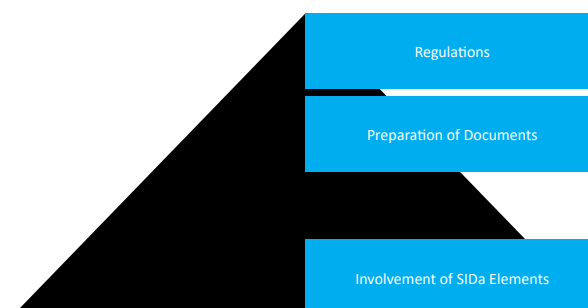 Regulations
Preparation of Documents
Involvement of SIDa Elements